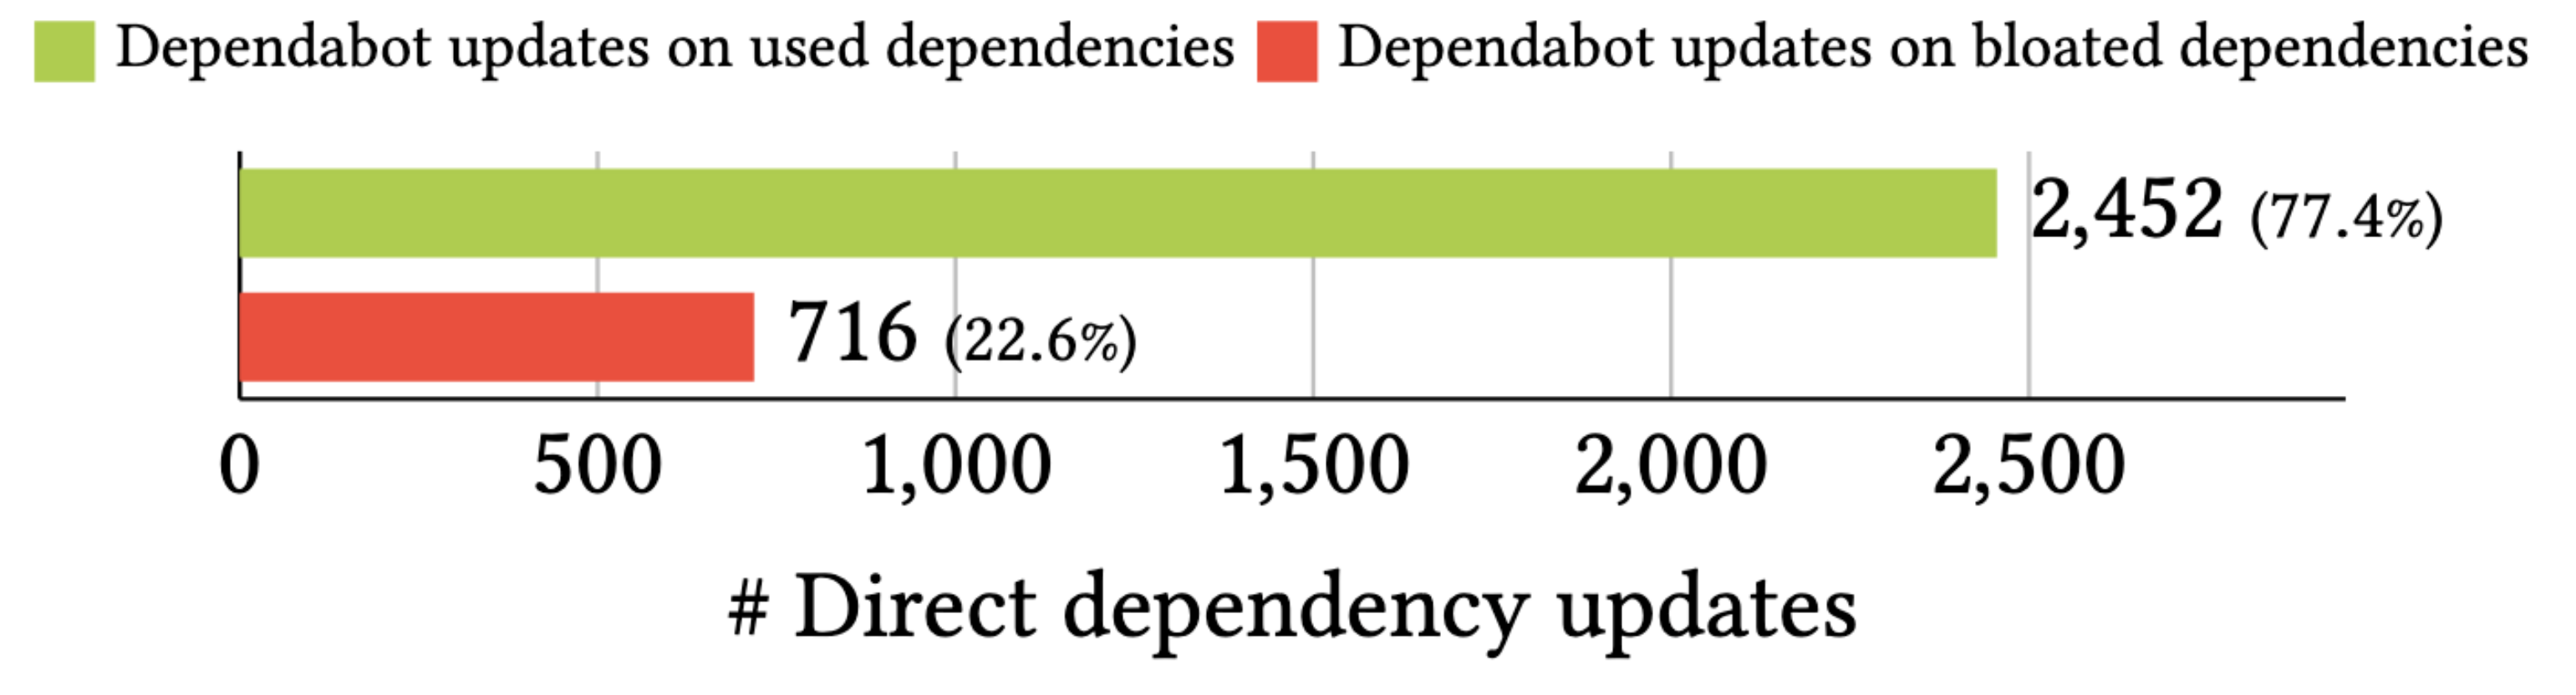 Dependabot updates on used dependencies Dependabot updates on bloated dependencies
2,452 (77.4%)
716 (22.6%)
0 500 1,000 1,500 2,000 2,500
# Direct dependency updates